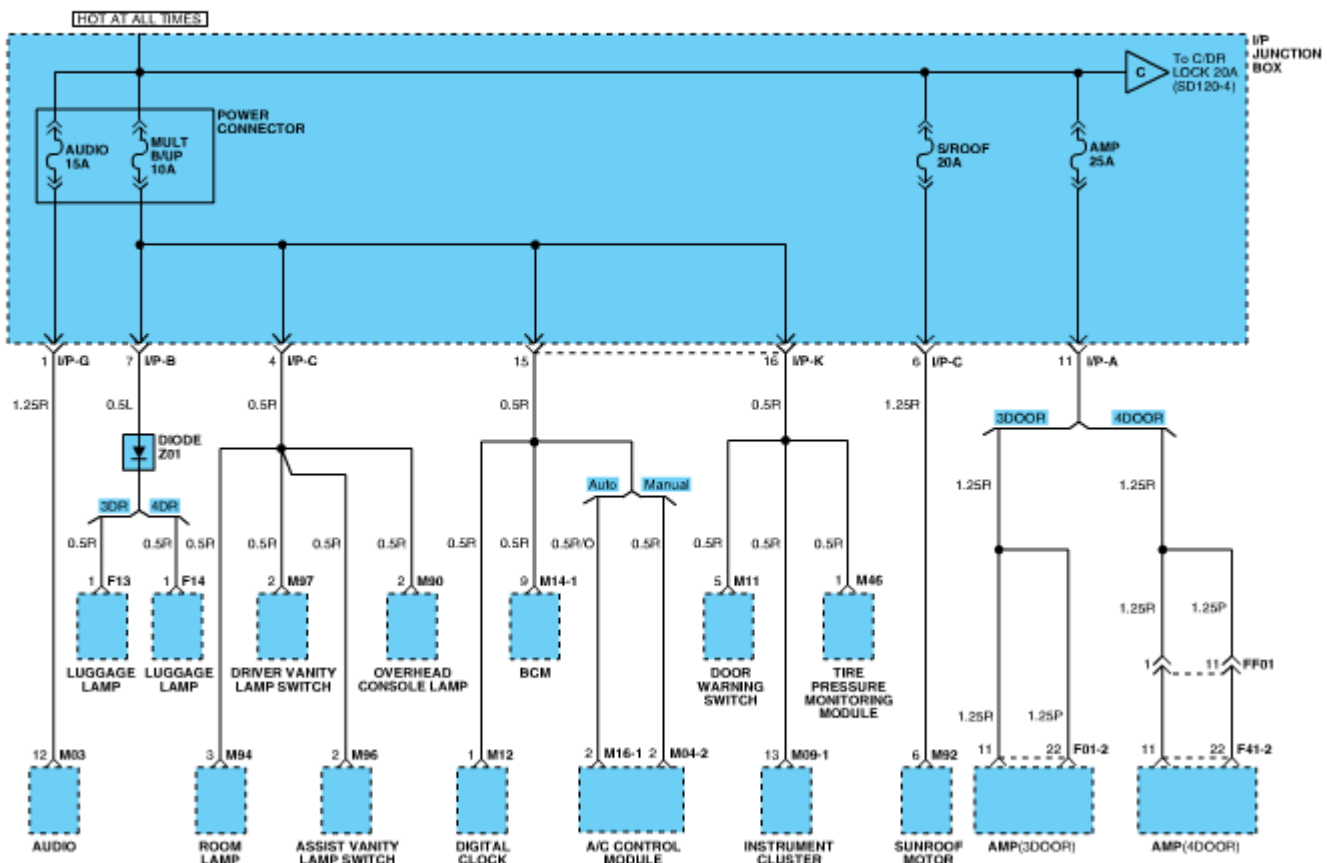 HOT AT ALL TIMES
I/P
JUNCTION
BOX
To C/DR
LOCK 20A
(SD120-4)
C
POWER
CONNECTOR
AUDIO
15A
MULT
B/UP
10A
S/ROOF
20A
AMP
25A
1 I/P-G
7 I/P-B
4 I/P-C
15
16 I/P-K
6 I/P-C
11 I/P-A
1.25R
0.5L
0.5R
0.5R
0.5R
1.25R
3DOOR
4DOOR
DIODE
Z01
1.25R
1.25R
Auto
Manual
3DR
4DR
0.5R
0.5R
0.5R
0.5R
0.5R
0.5R
0.5R
0.5R
0.5R/O
0.5R
0.5R
0.5R
0.5R
1 F13
1 F14
2 M97
2 M90
9 M14-1
5 M11
1 M46
1.25R
1.25P
LUGGAGE
LAMP
LUGGAGE
LAMP
DRIVER VANITY
LAMP SWITCH
OVERHEAD
CONSOLE LAMP
BCM
DOOR
WARNING
SWITCH
TIRE
PRESSURE
MONITORING
MODULE
1
11 FF01
1.25R
1.25P
12 M03
3 M94
2 M96
1 M12
2 M16-1
2 M04-2
13 M09-1
6 M92
11
22 F01-2
11
22 F41-2
AUDIO
ROOM
LAMP
ASSIST VANITY
LAMP SWITCH
DIGITAL
CLOCK
A/C CONTROL
MODULE
INSTRUMENT
CLUSTER
SUNROOF
MOTOR
AMP(3DOOR)
AMP(4DOOR)